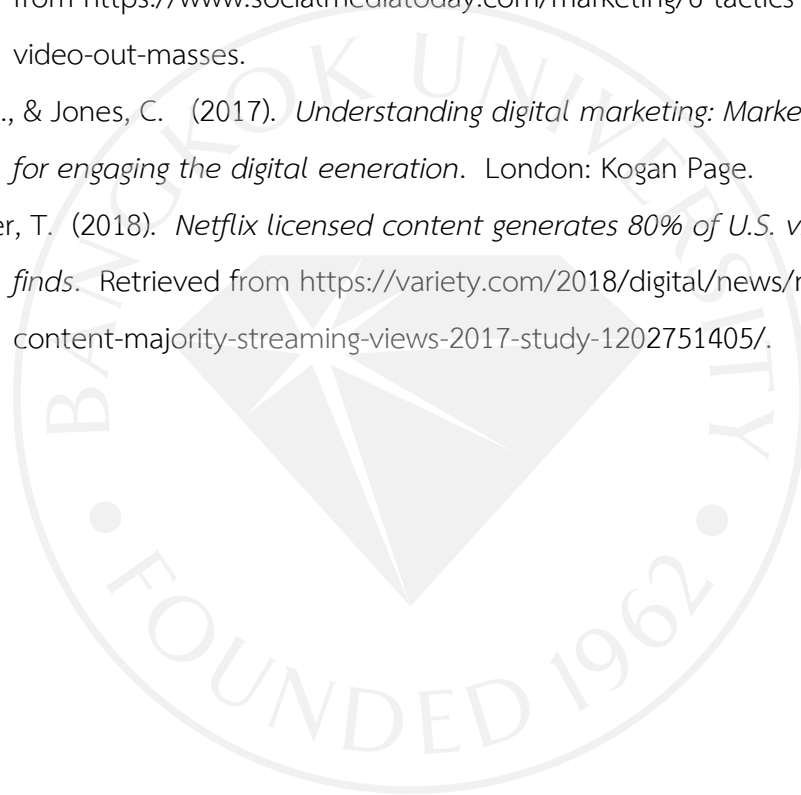 from https://www.socialmediatoday.com/marketing/6-tactics
video-out-masses.
., & Jones, C. (2017). Understanding digital marketing: Marke
for engaging the digital eeneration. London: Kogan Page.
er, T. (2018). Netflix licensed content generates 80% of U.S. v
finds. Retrieved from https://variety.com/2018/digital/news/
content-majority-streaming-views-2017-study-1202751405/.
BANGKOK UNIVERSITY
• FOUNDED 1962 •